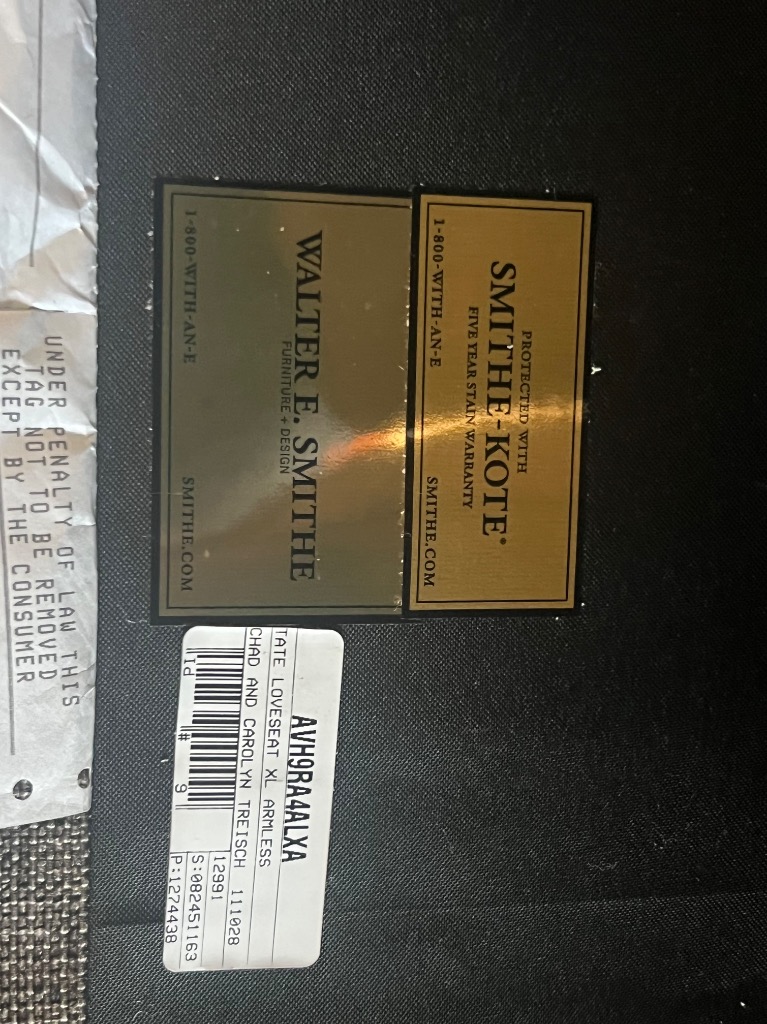 PROTECTED WITH
SMITHE-KOTE®
FIVE YEAR STAIN WARRANTY
1-800-WITH-AN-E SMITHE.COM
WALTER E. SMITHE
FURNITURE + DESIGN
1-800-WITH-AN-E SMITHE.COM
AVH9RA4ALXA
TATE LOVESEAT XL ARMLESS
CHAD AND CAROLYN TREISCH 111028
12991
S:082451163
Id # 9 P:1274438
UNDER PENALTY OF LAW THIS
TAG NOT TO BE REMOVED
EXCEPT BY THE CONSUMER